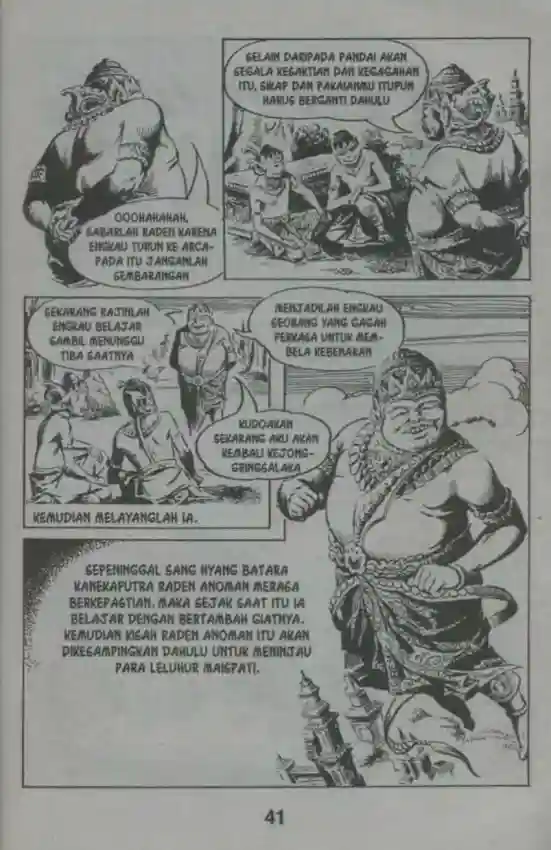 OOOHAHAHAH,
SABARLAH RADEN KARENA
ENGKAU TURUN KE ARCA-
PADA ITU JANGANLAH
SEMBARANGAN
SELAIN DARIPADA PANDAI AKAN
SEGALA KESAKTIAN DAN KEGAGAHAN
ITU, SIKAP DAN PAKAIANMU ITUPUN
HARUS BERGANTI DAHULU
SEKARANG RAJINLAH
ENGKAU BELAJAR
SAMBIL MENUNGGU
TIBA SAATNYA
MENJADILAH ENGKAU
SEORANG YANG GAGAH
PERKASA UNTUK MEM-
BELA KEBENARAN
KUDOAKAN
SEKARANG AKU AKAN
KEMBALI KEJONG-
GRINGSALAKA
KEMUDIAN MELAYANGLAH IA.
SEPENINGGAL SANG HYANG BATARA
KANEKAPUTRA RADEN ANOMAN MERASA
BERKEPASTIAN. MAKA SEJAK SAAT ITU IA
BELAJAR DENGAN BERTAMBAH GIATNYA.
KEMUDIAN KISAH RADEN ANOMAN ITU AKAN
DIKESAMPINGKAN DAHULU UNTUK MENINJAU
PARA LELUHUR MAISPATI.
41